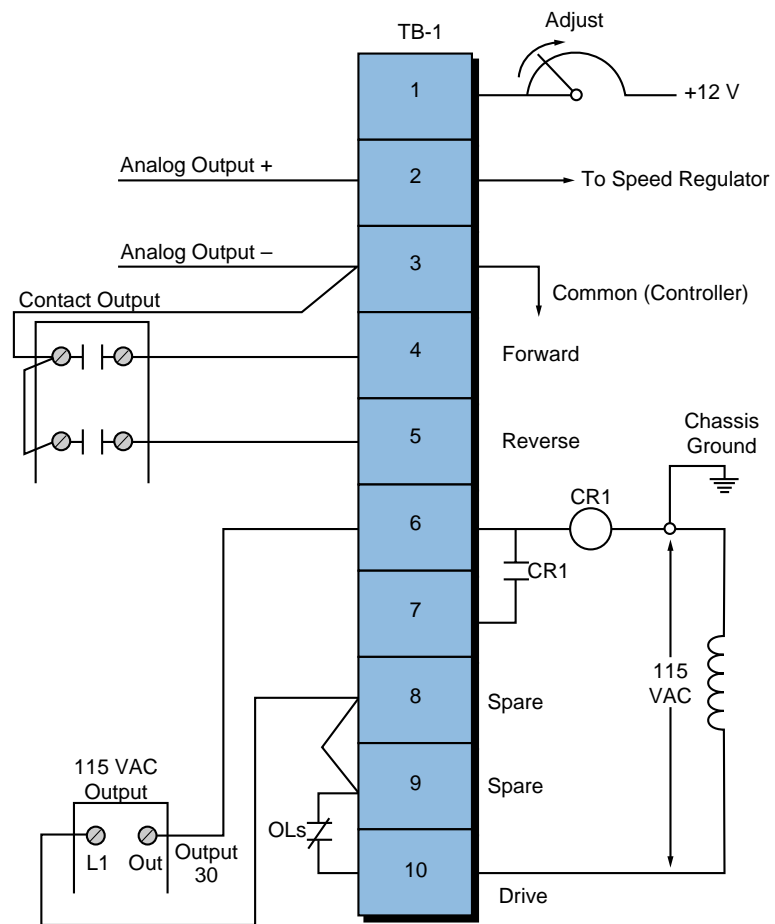 Adjust
TB-1
1
+12 V
Analog Output +
2
To Speed Regulator
Analog Output –
3
Contact Output
Common (Controller)
4
Forward
5
Reverse
Chassis
Ground
CR1
6
CR1
7
115
VAC
8
Spare
115 VAC
Output
9
Spare
OLs
L1
Out
Output
30
10
Drive